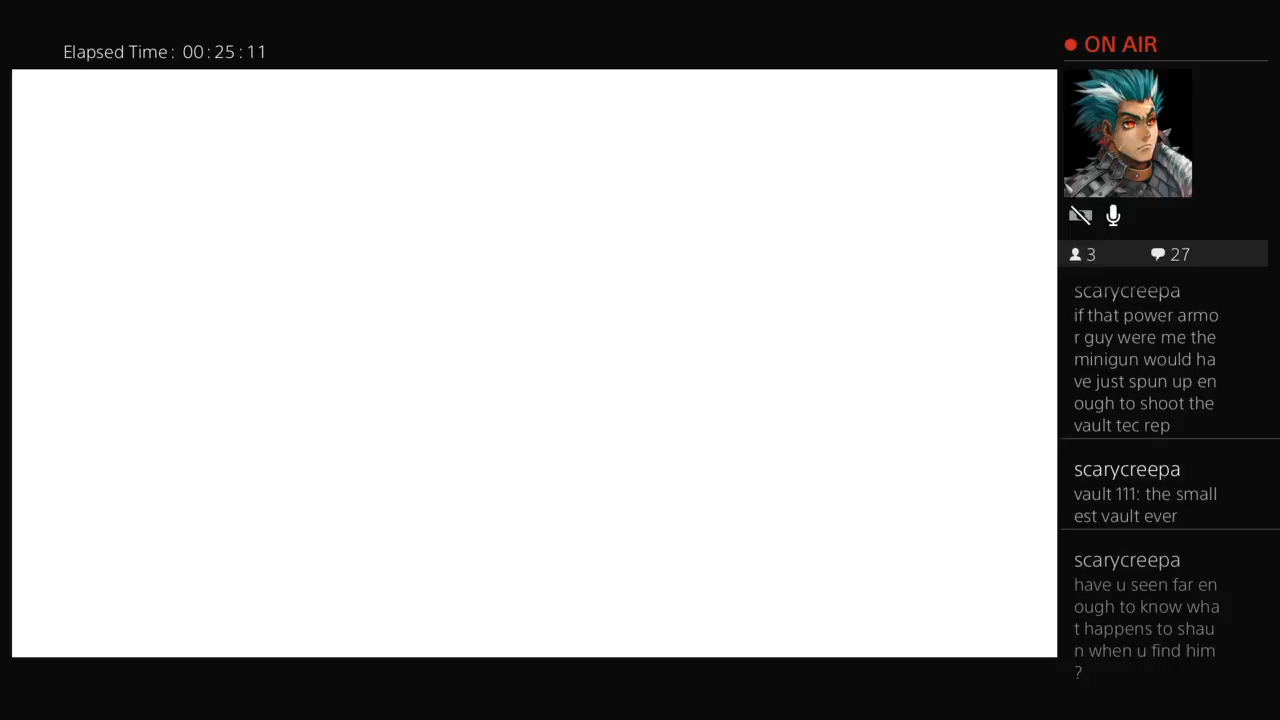 Elapsed Time: 00:25:11
ON AIR
3 27
scarycreepa
if that power armo
r guy were me the
minigun would ha
ve just spun up en
ough to shoot the
vault tec rep
scarycreepa
vault 111: the small
est vault ever
scarycreepa
have u seen far en
ough to know wha
t happens to shau
n when u find him
?